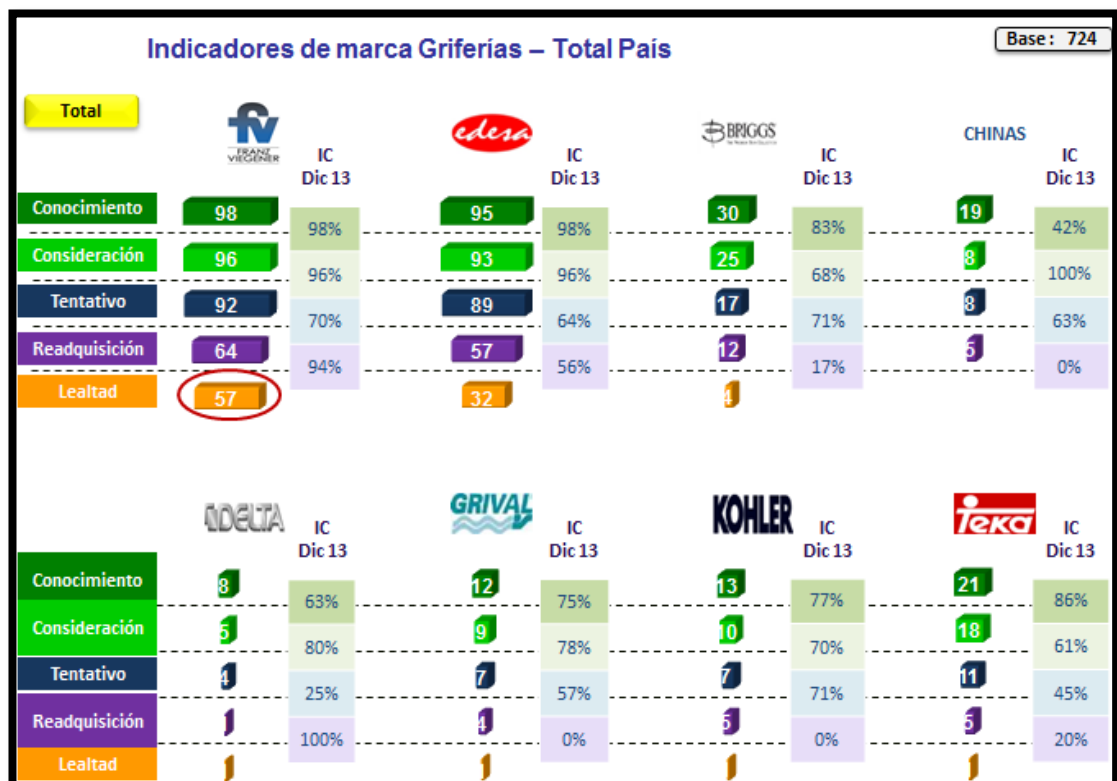 Indicadores de marca Griferías – Total País
Base: 724
Total
fv
FRANZ
VIEGENER
edesa
BRIGGS
CHINAS
IC
Dic 13
IC
Dic 13
IC
Dic 13
IC
Dic 13
Conocimiento 98 95 30 19
98% 98% 83% 42%
Consideración 96 93 25 8
96% 96% 68% 100%
Tentativo 92 89 17 8
70% 64% 71% 63%
Readquisición 64 57 12 5
94% 56% 17% 0%
Lealtad 57 32 4
DELTA
GRIVAL
KOHLER
Teka
IC
Dic 13
IC
Dic 13
IC
Dic 13
IC
Dic 13
Conocimiento 8 12 13 21
63% 75% 77% 86%
Consideración 5 9 10 18
80% 78% 70% 61%
Tentativo 4 7 7 11
25% 57% 71% 45%
Readquisición 1 4 5 5
100% 0% 0% 20%
Lealtad 1 1 1 1